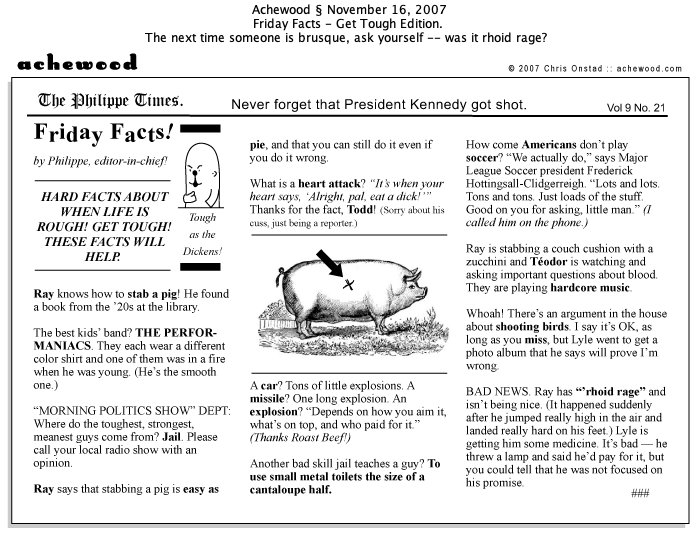 Achewood § November 16, 2007
Friday Facts - Get Tough Edition.
The next time someone is brusque, ask yourself -- was it rhoid rage?
achewood
© 2007 Chris Onstad :: achewood.com
The Philippe Times.
Never forget that President Kennedy got shot.
Vol 9 No. 21
Friday Facts!
by Philippe, editor-in-chief!
HARD FACTS ABOUT
WHEN LIFE IS
ROUGH! GET TOUGH!
THESE FACTS WILL
HELP.
Tough
as the
Dickens!
Ray knows how to stab a pig! He found
a book from the '20s at the library.
The best kids' band? THE PERFOR-
MANIACS. They each wear a different
color shirt and one of them was in a fire
when he was young. (He's the smooth
one.)
“MORNING POLITICS SHOW” DEPT:
Where do the toughest, strongest,
meanest guys come from? Jail. Please
call your local radio show with an
opinion.
Ray says that stabbing a pig is easy as
pie, and that you can still do it even if
you do it wrong.
What is a heart attack? “It's when your
heart says, ‘Alright, pal, eat a dick!’”
Thanks for the fact, Todd! (Sorry about his
cuss, just being a reporter.)
A car? Tons of little explosions. A
missile? One long explosion. An
explosion? “Depends on how you aim it,
what's on top, and who paid for it.”
(Thanks Roast Beef!)
Another bad skill jail teaches a guy? To
use small metal toilets the size of a
cantaloupe half.
How come Americans don't play
soccer? “We actually do,” says Major
League Soccer president Frederick
Hottingsall-Clidgerreigh. “Lots and lots.
Tons and tons. Just loads of the stuff.
Good on you for asking, little man.” (I
called him on the phone.)
Ray is stabbing a couch cushion with a
zucchini and Téodor is watching and
asking important questions about blood.
They are playing hardcore music.
Whoah! There's an argument in the house
about shooting birds. I say it's OK, as
long as you miss, but Lyle went to get a
photo album that he says will prove I'm
wrong.
BAD NEWS. Ray has “'rhoid rage” and
isn't being nice. (It happened suddenly
after he jumped really high in the air and
landed really hard on his feet.) Lyle is
getting him some medicine. It's bad — he
threw a lamp and said he'd pay for it, but
you could tell that he was not focused on
his promise.
###